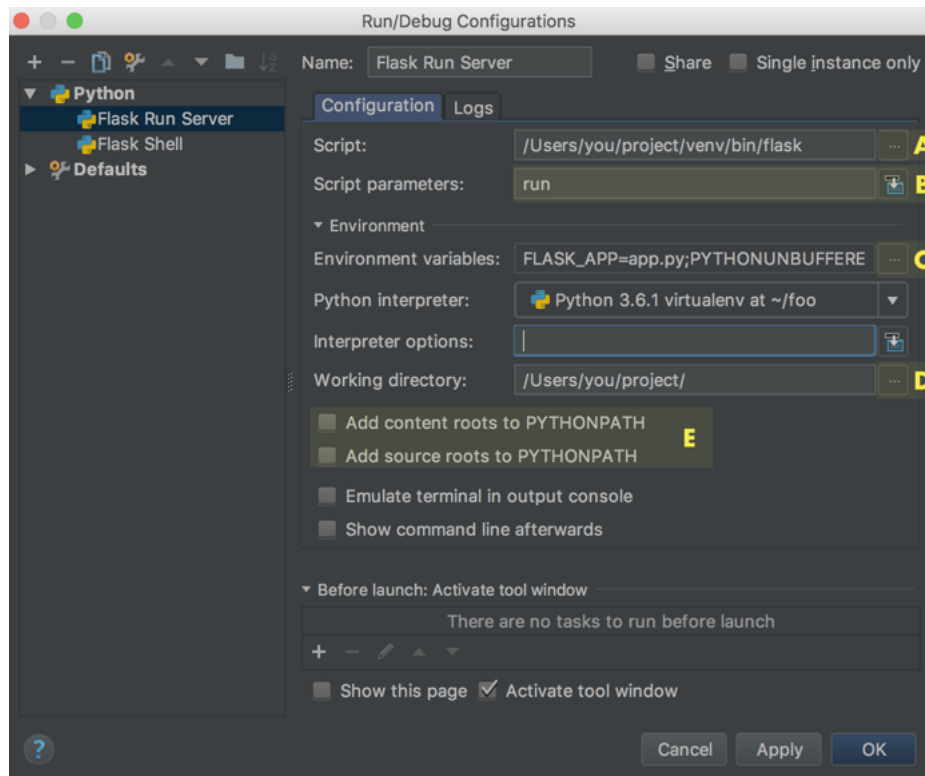 Run/Debug Configurations
Name: Flask Run Server Share Single instance only
Python
Flask Run Server
Flask Shell
Defaults
Configuration Logs
Script: /Users/you/project/venv/bin/flask ... A
Script parameters: run B
Environment
Environment variables: FLASK_APP=app.py;PYTHONUNBUFFERE ... C
Python interpreter: Python 3.6.1 virtualenv at ~/foo
Interpreter options:
Working directory: /Users/you/project/ ... D
Add content roots to PYTHONPATH
E
Add source roots to PYTHONPATH
Emulate terminal in output console
Show command line afterwards
Before launch: Activate tool window
There are no tasks to run before launch
Show this page Activate tool window
? Cancel Apply OK